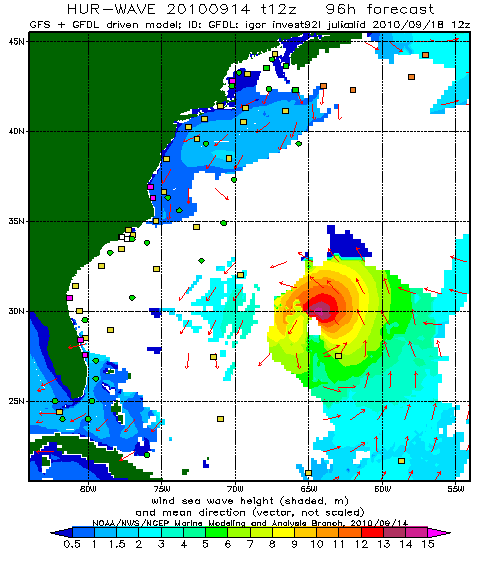 HUR-WAVE 20100914 t12z 96h forecast
GFS + GFDL driven model; ID: GFDL: igor invest92l julia
valid 2010/09/18 12z
45N
40N
35N
30N
25N
80W 75W 70W 65W 60W 55W
wind sea wave height (shaded, m)
and mean direction (vector, not scaled)
NOAA/NWS/NCEP Marine Modeling and Analysis Branch, 2010/09/14
0.5 1 1.5 2 3 4 5 6 7 8 9 10 12 13 14 15